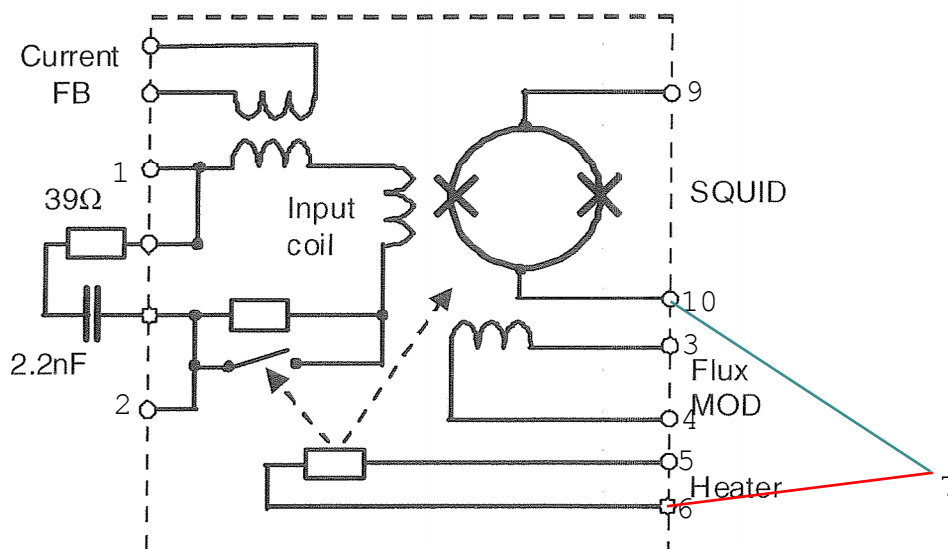 Current
FB
9
1
39Ω
Input
coil
SQUID
10
3
2.2nF
Flux
MOD
2
4
5
Heater
6
7